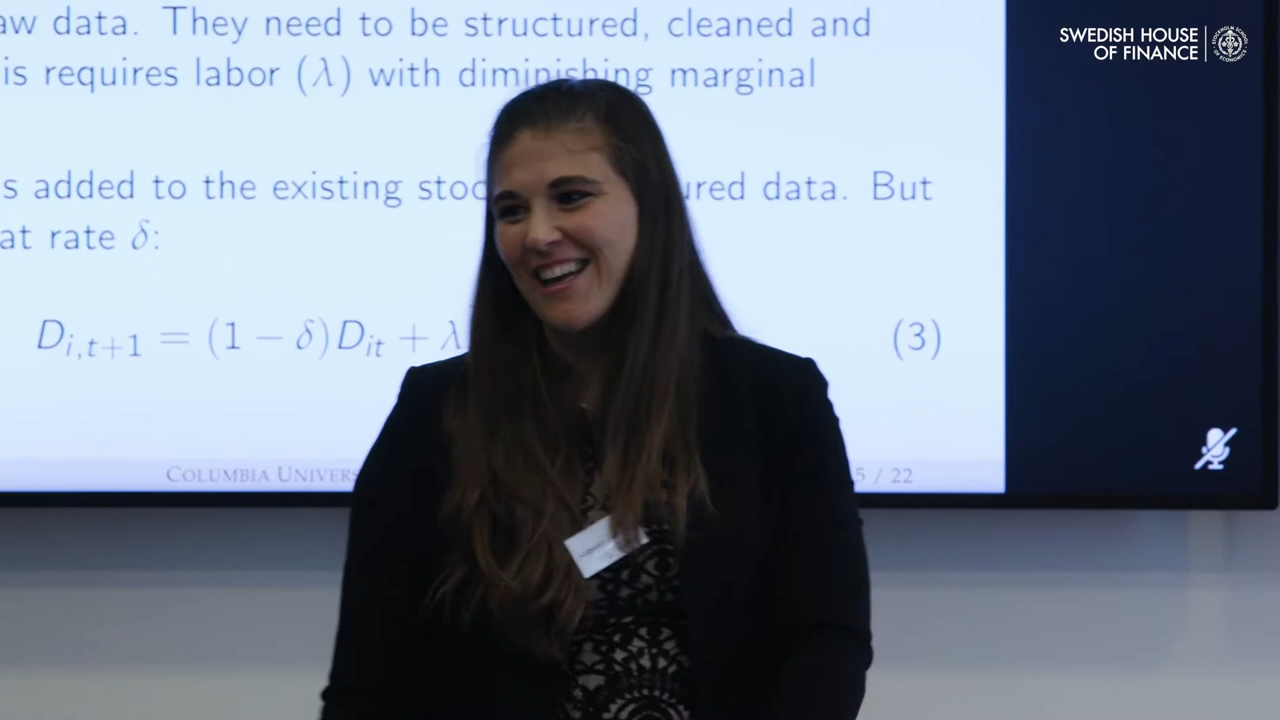 aw data. They need to be structured, cleaned and
is requires labor (λ) with diminishing marginal
s added to the existing stoc ured data. But
at rate δ:
D_{i,t+1} = (1 − δ)D_{it} + λ (3)
COLUMBIA UNIVERS 5 / 22
SWEDISH HOUSE
OF FINANCE